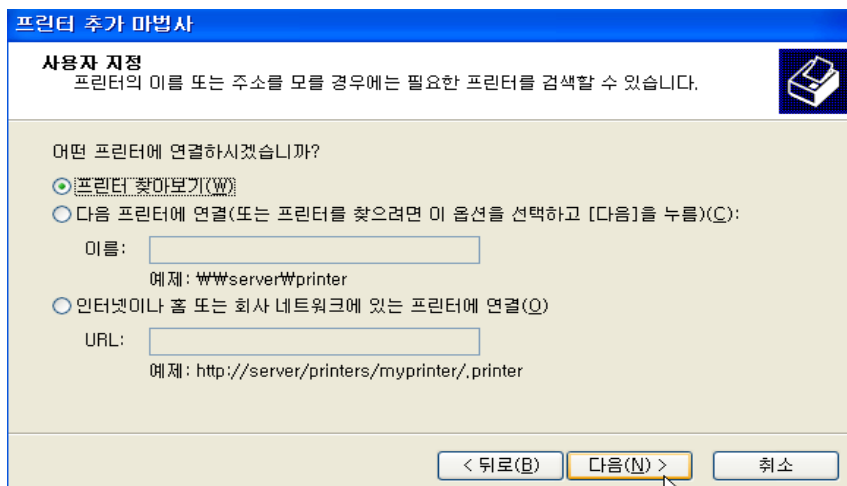 프린터 추가 마법사
사용자 지정
프린터의 이름 또는 주소를 모를 경우에는 필요한 프린터를 검색할 수 있습니다.
어떤 프린터에 연결하시겠습니까?
프린터 찾아보기(W)
다음 프린터에 연결(또는 프린터를 찾으려면 이 옵션을 선택하고 [다음]을 누름)(C):
이름:
예제: ₩₩server₩printer
인터넷이나 홈 또는 회사 네트워크에 있는 프린터에 연결(O)
URL:
예제: http://server/printers/myprinter/.printer
< 뒤로(B) 다음(N) > 취소